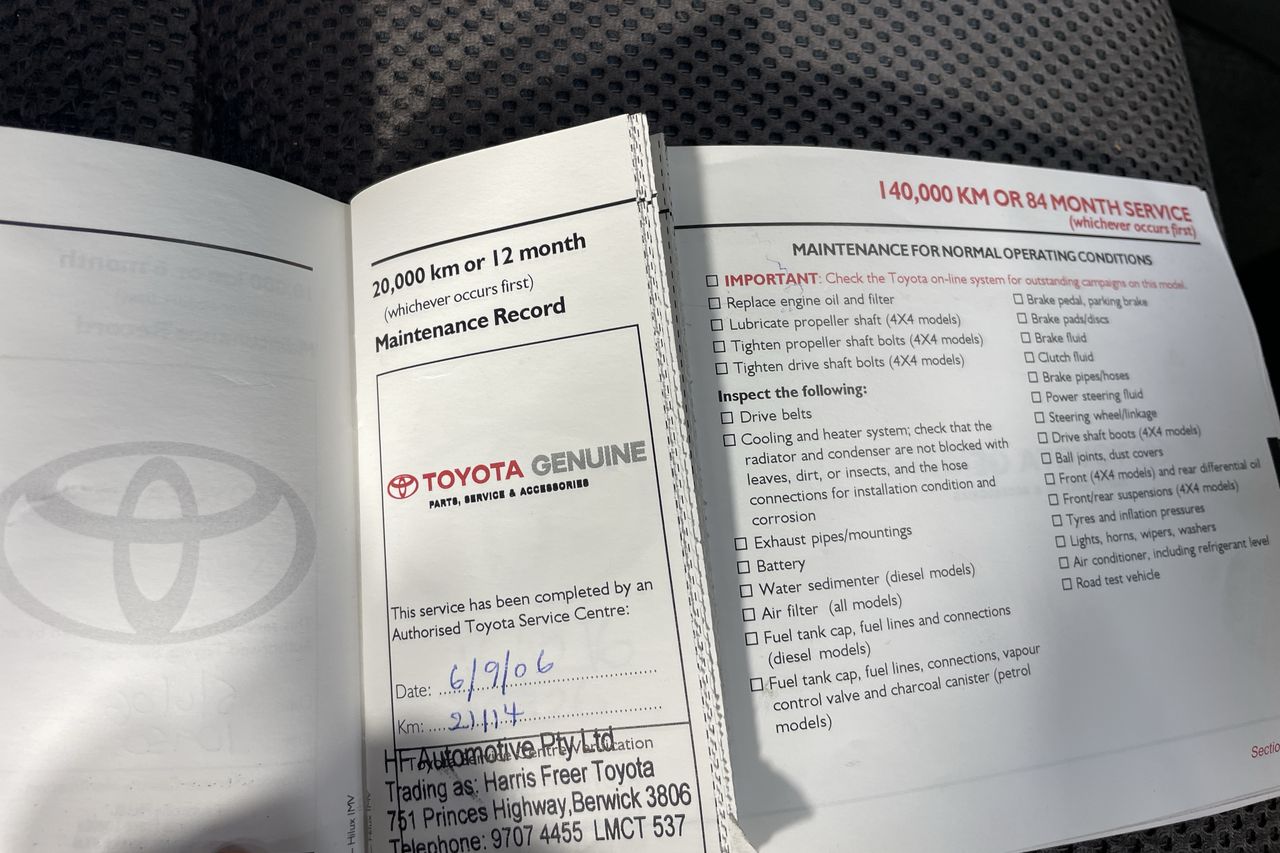 20,000 km or 12 month
(whichever occurs first)
Maintenance Record
TOYOTA GENUINE
PARTS, SERVICE & ACCESSORIES
This service has been completed by an
Authorised Toyota Service Centre:
Date: 6/9/06
Km: 21114
Toyota Service Centre Verification
HF Automotive Pty Ltd
Trading as: Harris Freer Toyota
751 Princes Highway, Berwick 3806
Telephone: 9707 4455 LMCT 537
– Hilux IMV
140,000 KM OR 84 MONTH SERVICE
(whichever occurs first)
MAINTENANCE FOR NORMAL OPERATING CONDITIONS
IMPORTANT: Check the Toyota on-line system for outstanding campaigns on this model.
Replace engine oil and filter
Lubricate propeller shaft (4X4 models)
Tighten propeller shaft bolts (4X4 models)
Tighten drive shaft bolts (4X4 models)
Inspect the following:
Drive belts
Cooling and heater system; check that the
radiator and condenser are not blocked with
leaves, dirt, or insects, and the hose
connections for installation condition and
corrosion
Exhaust pipes/mountings
Battery
Water sedimenter (diesel models)
Air filter (all models)
Fuel tank cap, fuel lines and connections
(diesel models)
Fuel tank cap, fuel lines, connections, vapour
control valve and charcoal canister (petrol
models)
Brake pedal, parking brake
Brake pads/discs
Brake fluid
Clutch fluid
Brake pipes/hoses
Power steering fluid
Steering wheel/linkage
Drive shaft boots (4X4 models)
Ball joints, dust covers
Front (4X4 models) and rear differential oil
Front/rear suspensions (4X4 models)
Tyres and inflation pressures
Lights, horns, wipers, washers
Air conditioner, including refrigerant level
Road test vehicle